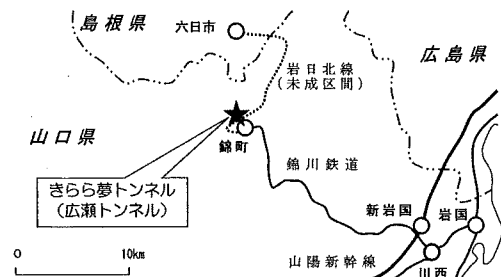 島根県
六日市
広島県
岩日北線
(未成区間)
山口県
錦町
錦川鉄道
きらら夢トンネル
(広瀬トンネル)
新岩国
岩国
0 10km
山陽新幹線
川西